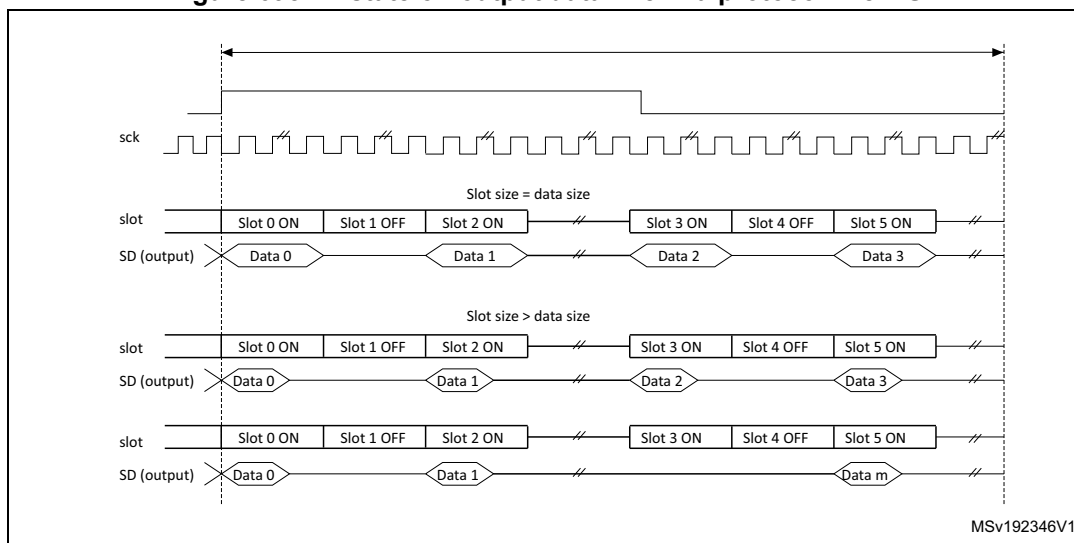 sck
Slot size = data size
slot Slot 0 ON Slot 1 OFF Slot 2 ON Slot 3 ON Slot 4 OFF Slot 5 ON
SD (output) Data 0 Data 1 Data 2 Data 3
Slot size > data size
slot Slot 0 ON Slot 1 OFF Slot 2 ON Slot 3 ON Slot 4 OFF Slot 5 ON
SD (output) Data 0 Data 1 Data 2 Data 3
slot Slot 0 ON Slot 1 OFF Slot 2 ON Slot 3 ON Slot 4 OFF Slot 5 ON
SD (output) Data 0 Data 1 Data m
MSv192346V1